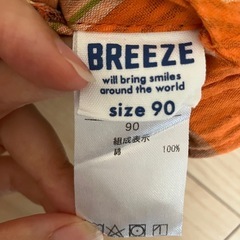 BREEZE
will bring smiles
around the world
size 90
90
組成表示
綿 100%